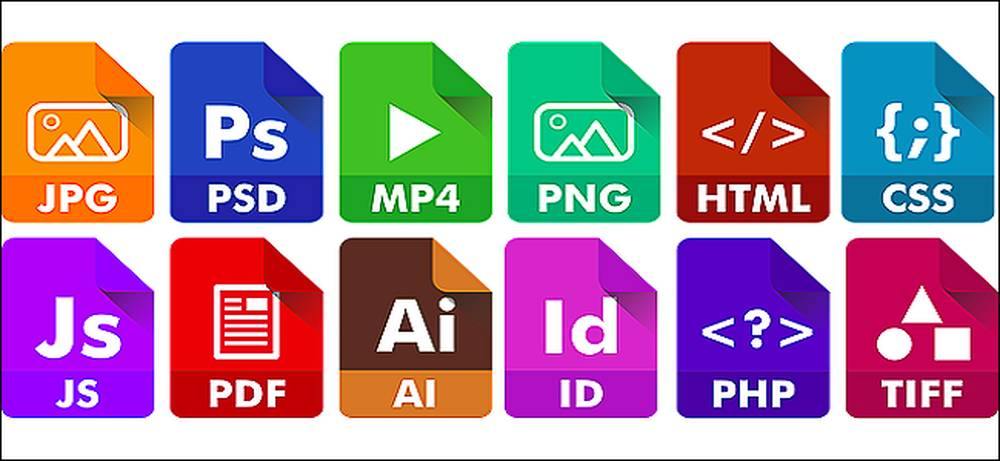 JPG
Ps
PSD
MP4
PNG
</>
HTML
{;}
CSS
Js
JS
PDF
Ai
AI
Id
ID
<?>
PHP
TIFF